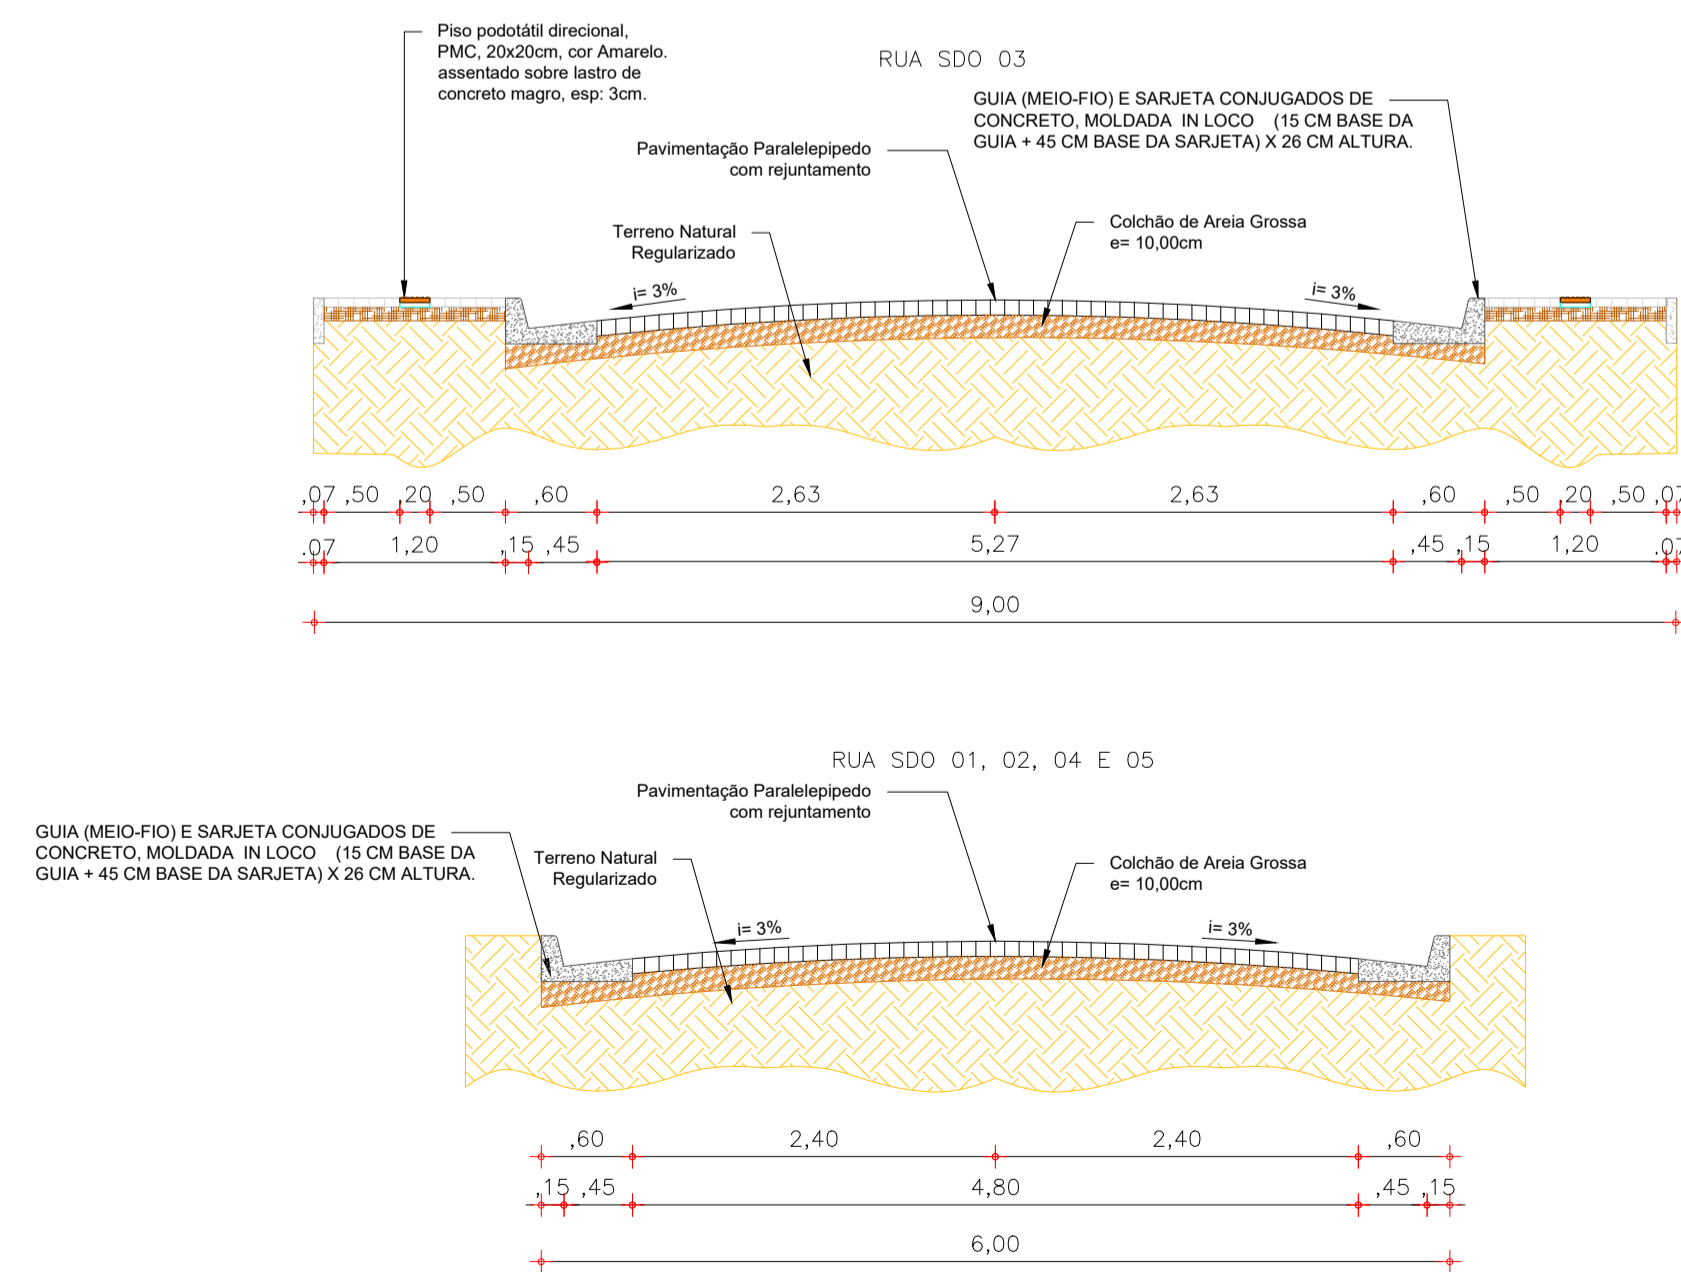 Piso podotátil direcional,
PMC, 20x20cm, cor Amarelo.
assentado sobre lastro de
concreto magro, esp: 3cm.
RUA SDO 03
GUIA (MEIO-FIO) E SARJETA CONJUGADOS DE
CONCRETO, MOLDADA IN LOCO (15 CM BASE DA
GUIA + 45 CM BASE DA SARJETA) X 26 CM ALTURA.
Pavimentação Paralelepipedo
com rejuntamento
Terreno Natural
Regularizado
Colchão de Areia Grossa
e= 10,00cm
i= 3%
i= 3%
,07 ,50 ,20 ,50 ,60 2,63 2,63 ,60 ,50 ,20 ,50 ,07
.07 1,20 ,15 ,45 5,27 ,45 ,15 1,20 .07
9,00
RUA SDO 01, 02, 04 E 05
Pavimentação Paralelepipedo
com rejuntamento
GUIA (MEIO-FIO) E SARJETA CONJUGADOS DE
CONCRETO, MOLDADA IN LOCO (15 CM BASE DA
GUIA + 45 CM BASE DA SARJETA) X 26 CM ALTURA.
Terreno Natural
Regularizado
Colchão de Areia Grossa
e= 10,00cm
i= 3%
i= 3%
,60 2,40 2,40 ,60
,15 ,45 4,80 ,45 ,15
6,00